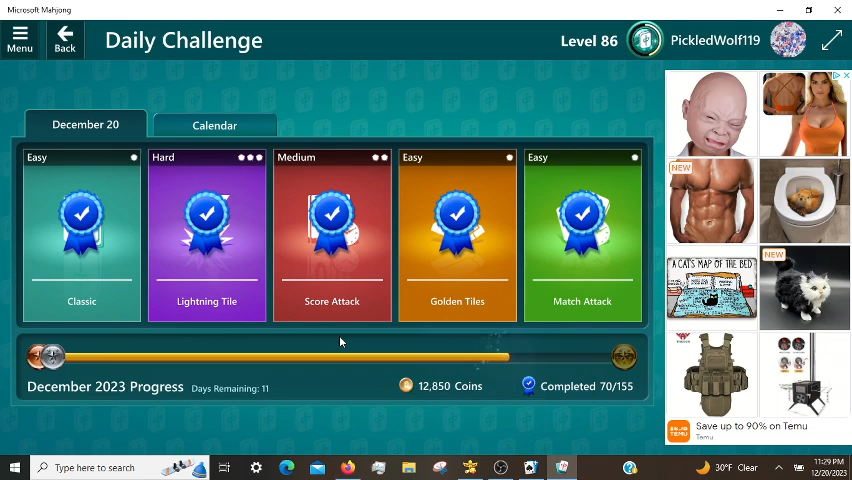 Microsoft Mahjong
Menu
Back
Daily Challenge
Level 86
PickledWolf119
December 20
Calendar
Easy
Hard
Medium
Easy
Easy
Classic
Lightning Tile
Score Attack
Golden Tiles
Match Attack
December 2023 Progress
Days Remaining: 11
12,850 Coins
Completed 70/155
NEW
A CAT'S MAP OF THE BED
NEW
TEMU
Save up to 90% on Temu
Temu
Type here to search
30°F Clear
11:29 PM
12/20/2023